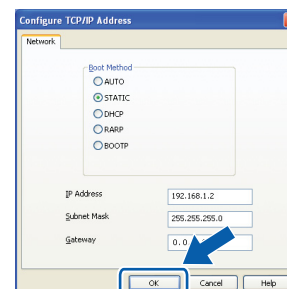 Configure TCP/IP Address
Network
Boot Method
AUTO
STATIC
DHCP
RARP
BOOTP
IP Address 192.168.1.2
Subnet Mask 255.255.255.0
Gateway 0.0
OK Cancel Help